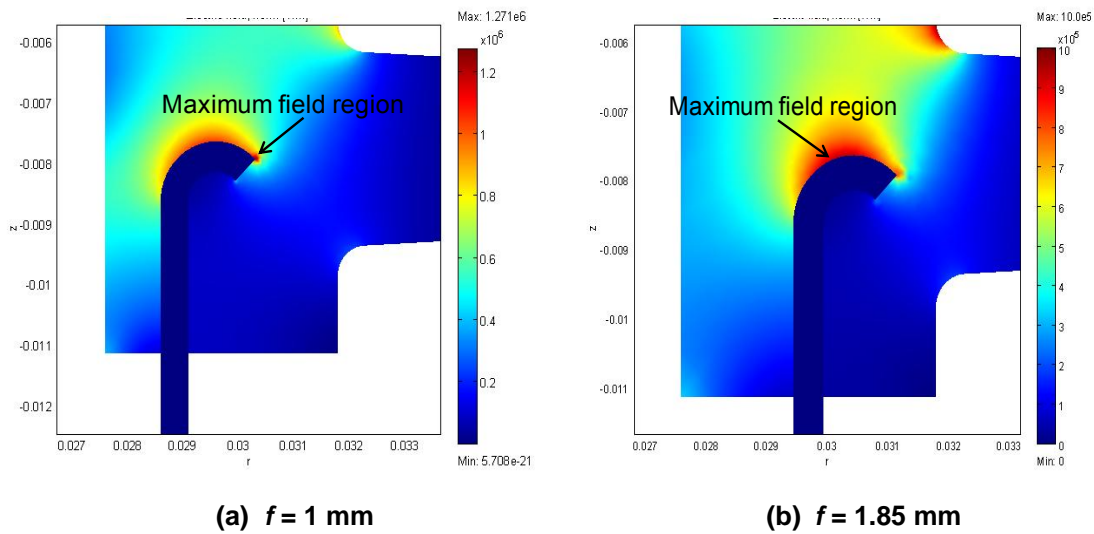 Max: 1.271e6
x10^6
-0.006
-0.007
-0.008
-0.009
-0.01
-0.011
-0.012
z
Maximum field region
1.2
1
0.8
0.6
0.4
0.2
0.027 0.028 0.029 0.03 0.031 0.032 0.033
r
Min: 5.708e-21
(a) f = 1 mm
Max: 10.0e5
x10^5
-0.006
-0.007
-0.008
-0.009
-0.01
-0.011
z
Maximum field region
10
9
8
7
6
5
4
3
2
1
0
0.027 0.028 0.029 0.03 0.031 0.032 0.033
r
Min: 0
(b) f = 1.85 mm